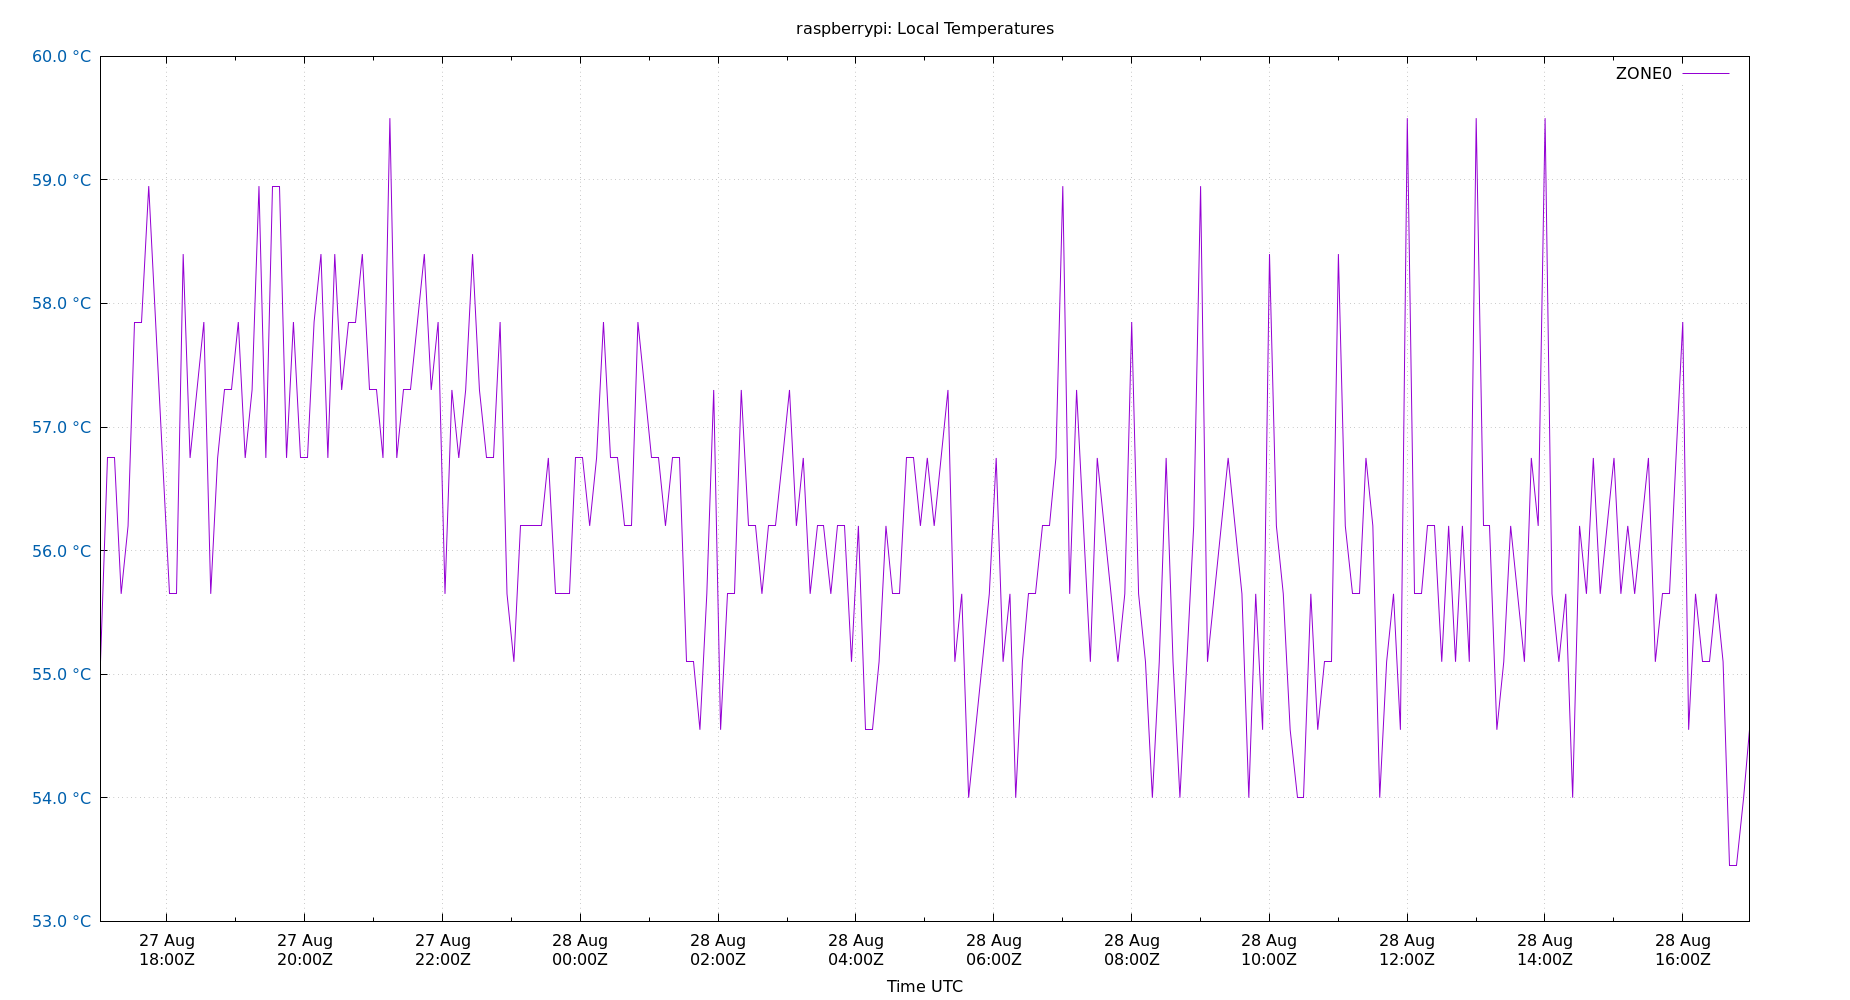 raspberrypi: Local Temperatures
60.0 °C
59.0 °C
58.0 °C
57.0 °C
56.0 °C
55.0 °C
54.0 °C
53.0 °C
ZONE0
27 Aug 27 Aug 27 Aug 28 Aug 28 Aug 28 Aug 28 Aug 28 Aug 28 Aug 28 Aug 28 Aug 28 Aug
18:00Z 20:00Z 22:00Z 00:00Z 02:00Z 04:00Z 06:00Z 08:00Z 10:00Z 12:00Z 14:00Z 16:00Z
Time UTC